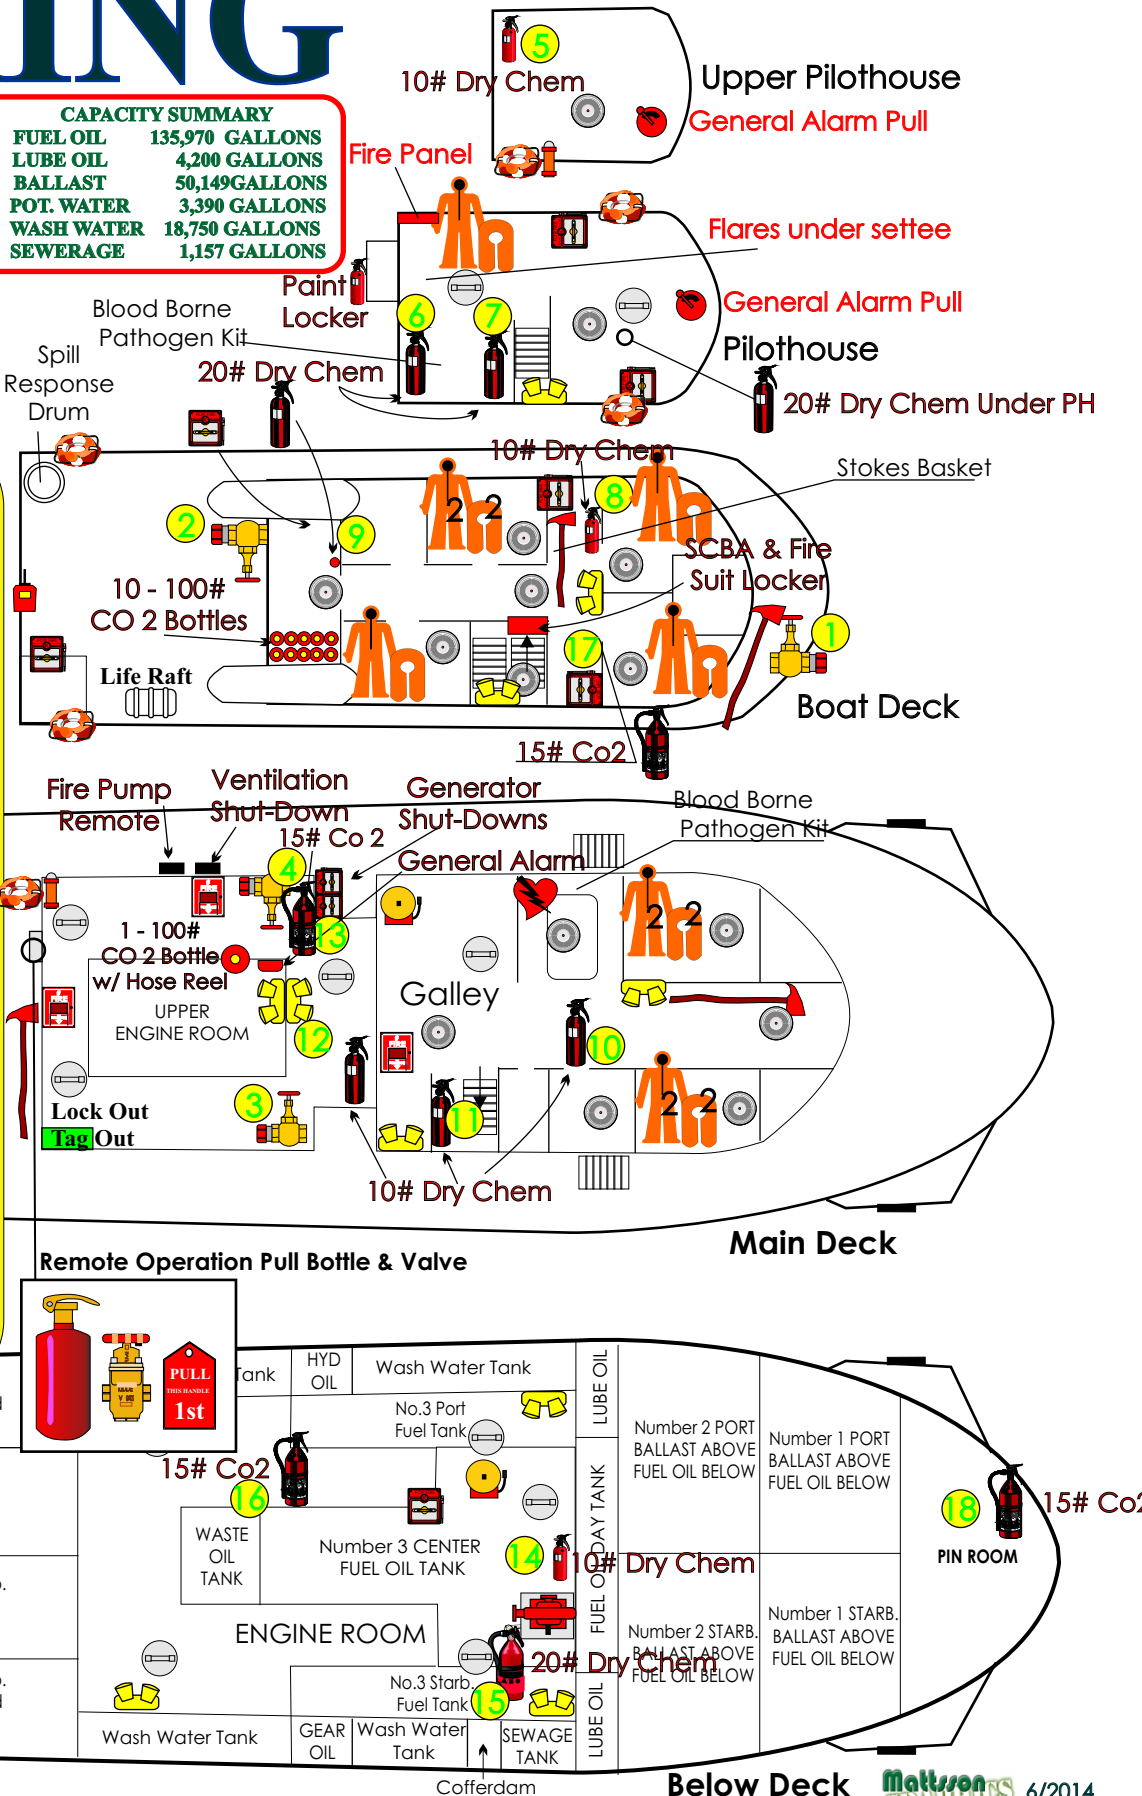 5
10# Dry Chem
Upper Pilothouse
General Alarm Pull
CAPACITY SUMMARY
FUEL OIL 135,970 GALLONS
LUBE OIL 4,200 GALLONS
BALLAST 50,149GALLONS
POT. WATER 3,390 GALLONS
WASH WATER 18,750 GALLONS
SEWERAGE 1,157 GALLONS
Fire Panel
Flares under settee
Paint
Locker
General Alarm Pull
Blood Borne
Pathogen Kit
6
7
Pilothouse
20# Dry Chem
20# Dry Chem Under PH
Spill
Response
Drum
10# Dry Chem
Stokes Basket
2
2
2
8
9
SCBA & Fire
Suit Locker
10 - 100#
CO 2 Bottles
17
1
Life Raft
Boat Deck
15# Co2
Fire Pump
Remote
Ventilation
Shut-Down
Generator
Shut-Downs
Blood Borne
Pathogen Kit
15# Co 2
General Alarm
4
FIRE
13
2
2
1 - 100#
CO 2 Bottle
w/ Hose Reel
Galley
FIRE
UPPER
ENGINE ROOM
12
FIRE
10
3
11
2
2
Lock Out
Tag Out
10# Dry Chem
Main Deck
Remote Operation Pull Bottle & Valve
PULL
THIS HANDLE
1st
Tank
HYD
OIL
Wash Water Tank
LUBE OIL
No.3 Port
Fuel Tank
Number 2 PORT
BALLAST ABOVE
FUEL OIL BELOW
Number 1 PORT
BALLAST ABOVE
FUEL OIL BELOW
15# Co2
16
18
15# Co2
PIN ROOM
WASTE
OIL
TANK
Number 3 CENTER
FUEL OIL TANK
14
10# Dry Chem
FUEL OIL DAY TANK
ENGINE ROOM
20# Dry Chem
Number 2 STARB.
BALLAST ABOVE
FUEL OIL BELOW
Number 1 STARB.
BALLAST ABOVE
FUEL OIL BELOW
No.3 Starb.
Fuel Tank
15
LUBE OIL
Wash Water Tank
GEAR
OIL
Wash Water
Tank
SEWAGE
TANK
Cofferdam
Below Deck
Mattsson
6/2014